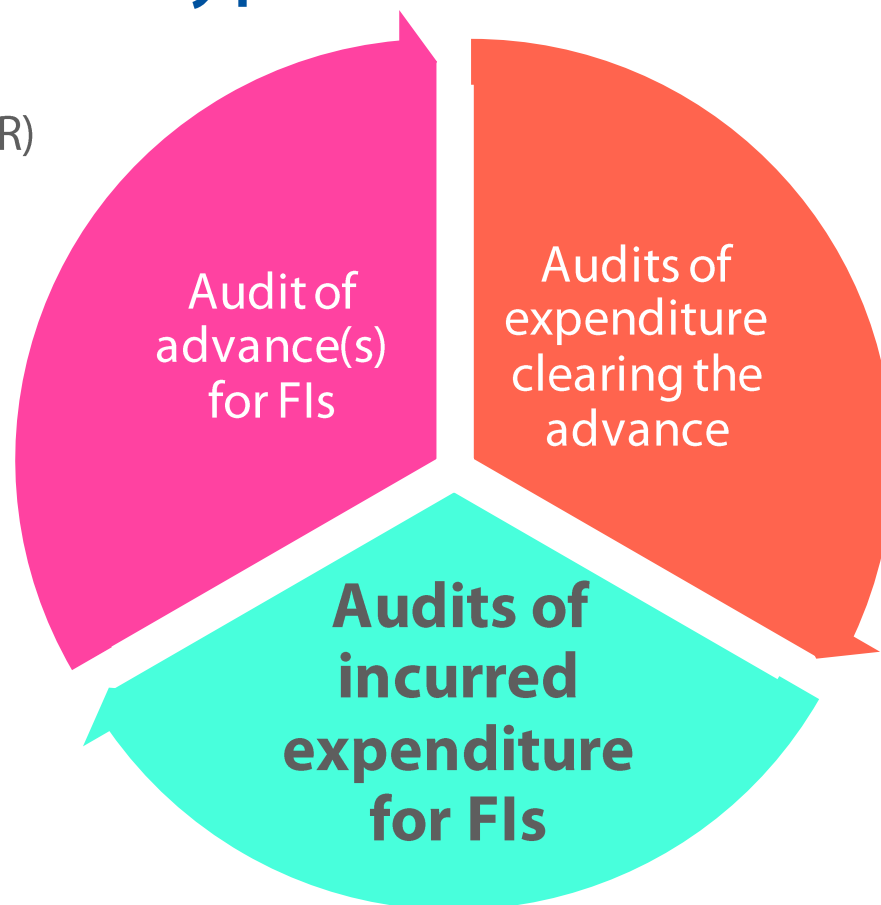 R)
Audit of
advance(s)
for FIs
Audits of
expenditure
clearing the
advance
Audits of
incurred
expenditure
for FIs